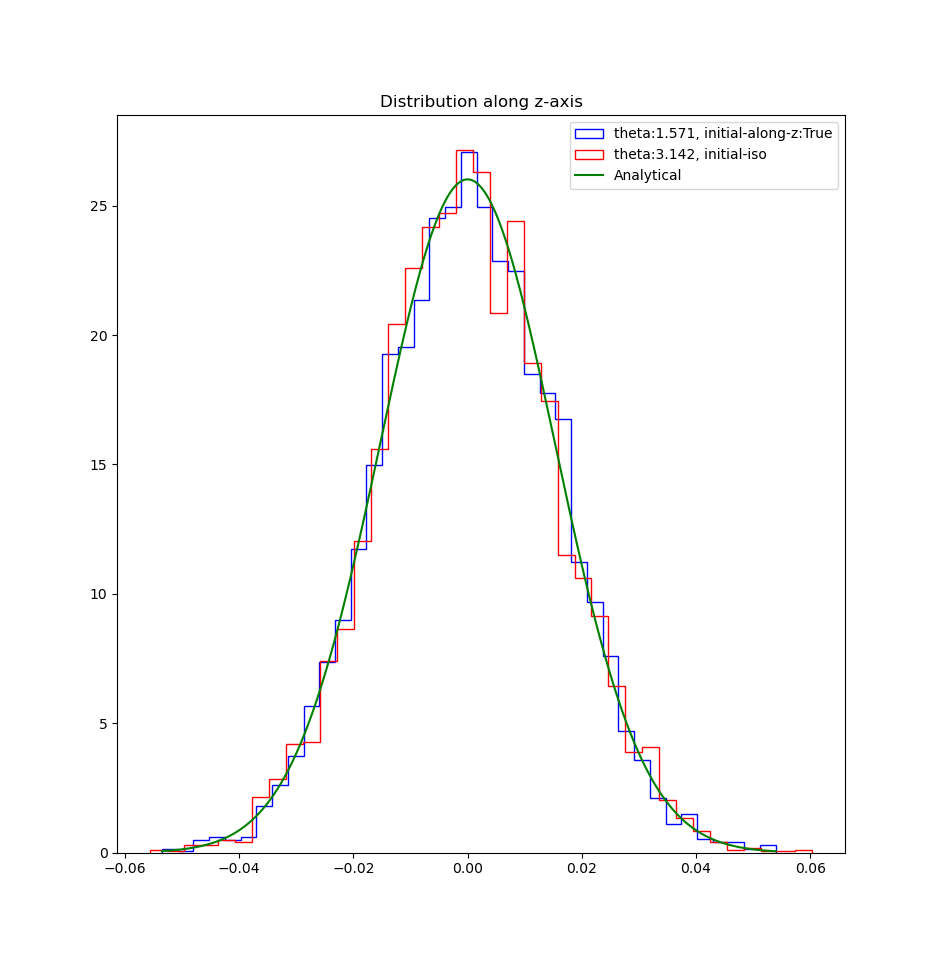 Distribution along z-axis
theta:1.571, initial-along-z:True
theta:3.142, initial-iso
Analytical
25
20
15
10
5
0
−0.06 −0.04 −0.02 0.00 0.02 0.04 0.06